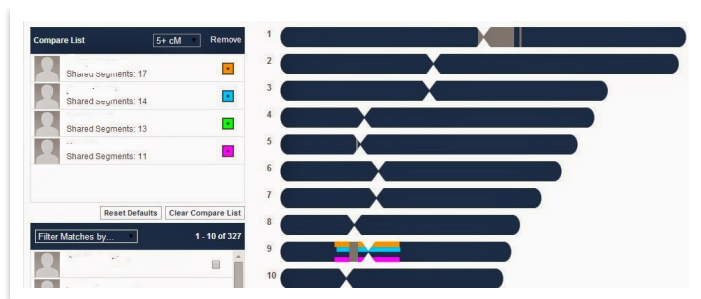 Compare List 5+ cM Remove
Shared Segments: 17
Shared Segments: 14
Shared Segments: 13
Shared Segments: 11
Reset Defaults Clear Compare List
Filter Matches by... 1 - 10 of 327
1
2
3
4
5
6
7
8
9
10